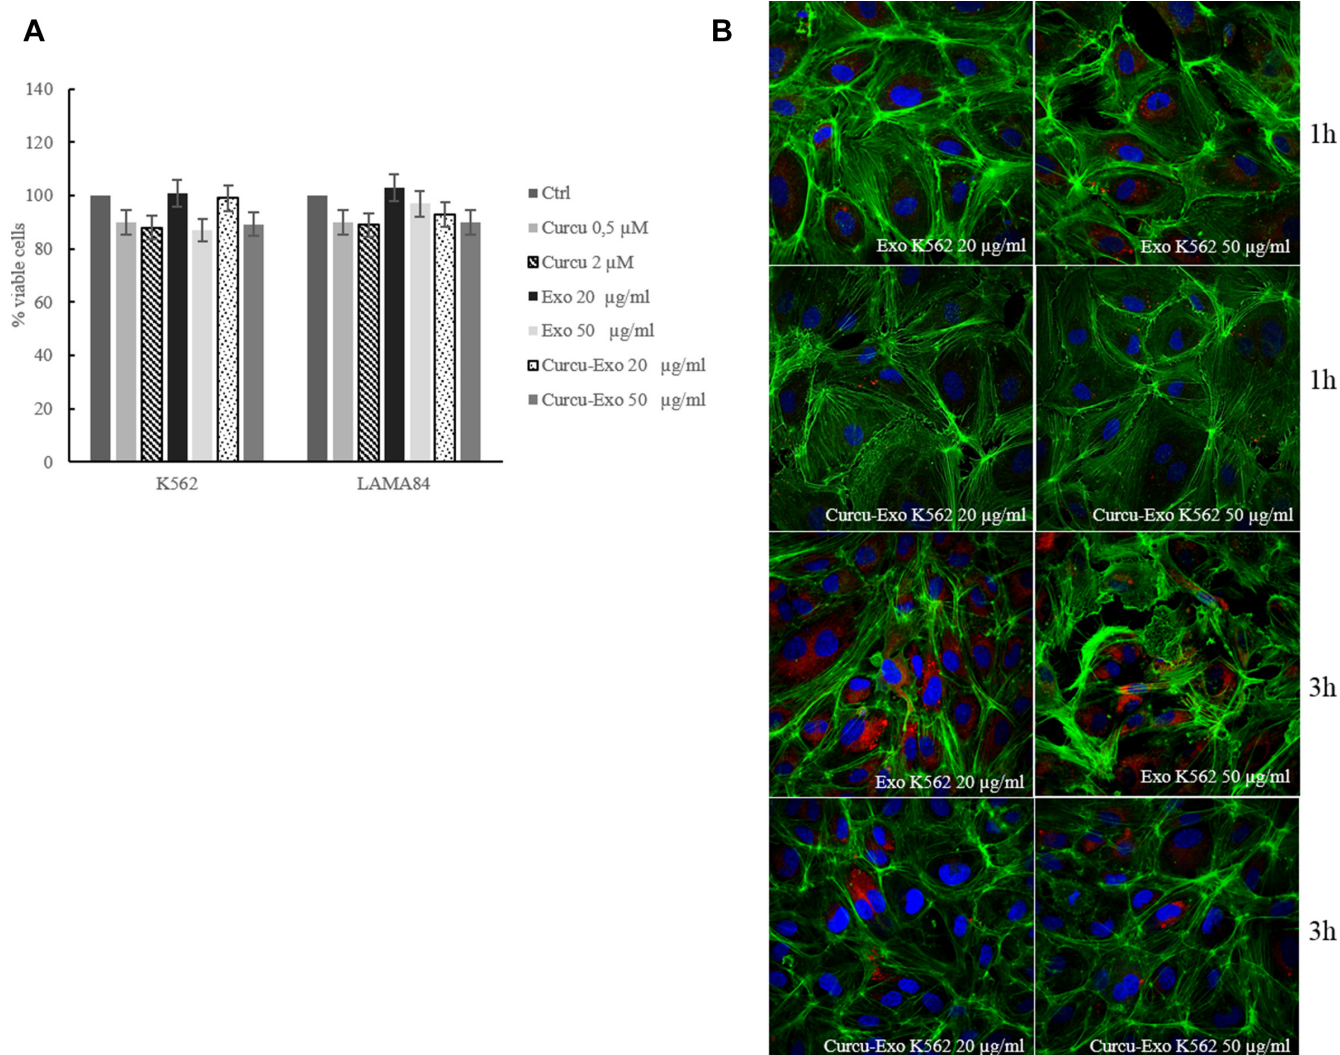 A
140
120
100
80
60
40
20
0
% viable cells
K562
LAMA84
Ctrl
Curcu 0,5 µM
Curcu 2 µM
Exo 20 µg/ml
Exo 50 µg/ml
Curcu-Exo 20 µg/ml
Curcu-Exo 50 µg/ml
B
Exo K562 20 µg/ml
Exo K562 50 µg/ml
1h
Curcu-Exo K562 20 µg/ml
Curcu-Exo K562 50 µg/ml
1h
Exo K562 20 µg/ml
Exo K562 50 µg/ml
3h
Curcu-Exo K562 20 µg/ml
Curcu-Exo K562 50 µg/ml
3h